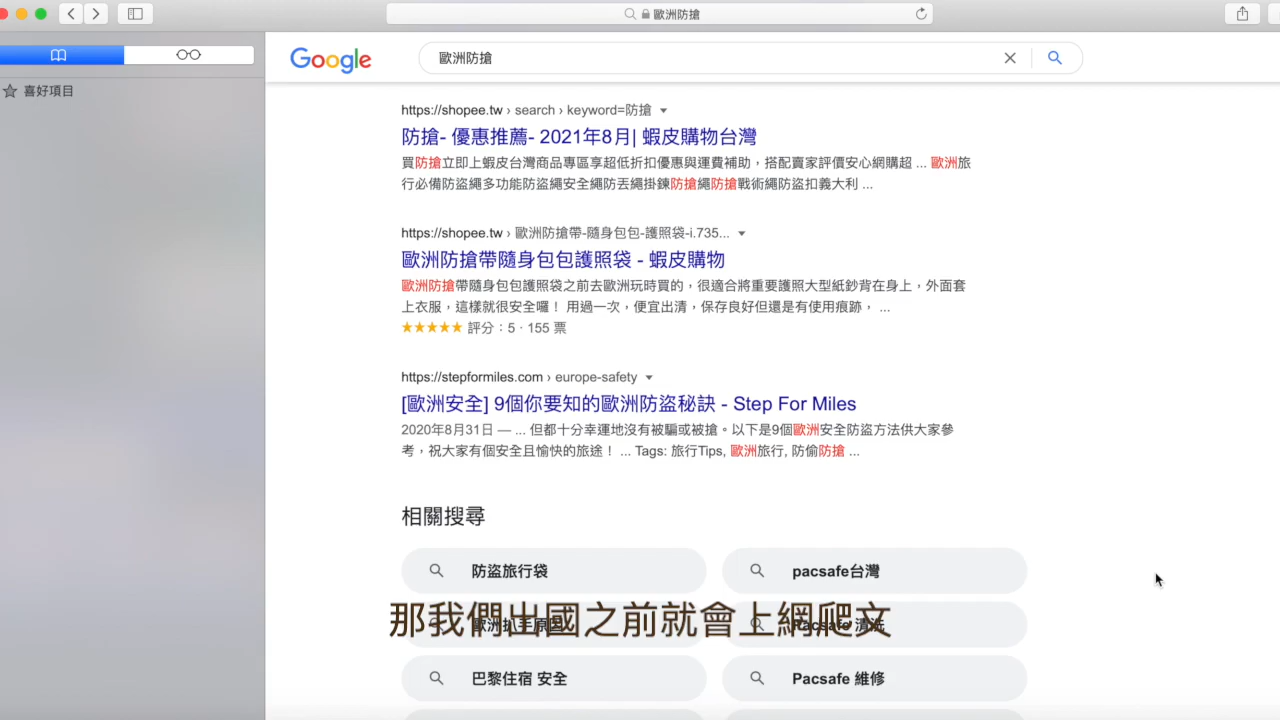 歐洲防搶
Google
歐洲防搶
喜好項目
https://shopee.tw › search › keyword=防搶
防搶- 優惠推薦- 2021年8月| 蝦皮購物台灣
買防搶立即上蝦皮台灣商品專區享超低折扣優惠與運費補助，搭配賣家評價安心網購超 ... 歐洲旅
行必備防盜繩多功能防盜繩安全繩防丟繩掛鍊防搶繩防搶戰術繩防盜扣義大利 ...
https://shopee.tw › 歐洲防搶帶-隨身包包-護照袋-i.735...
歐洲防搶帶隨身包包護照袋 - 蝦皮購物
歐洲防搶帶隨身包包護照袋之前去歐洲玩時買的，很適合將重要護照大型紙鈔背在身上，外面套
上衣服，這樣就很安全囉！ 用過一次，便宜出清，保存良好但還是有使用痕跡， ...
★★★★★ 評分：5 · 155 票
https://stepformiles.com › europe-safety
[歐洲安全] 9個你要知的歐洲防盜秘訣 - Step For Miles
2020年8月31日 — ... 但都十分幸運地沒有被騙或被搶。以下是9個歐洲安全防盜方法供大家參
考，祝大家有個安全且愉快的旅途！ ... Tags: 旅行Tips, 歐洲旅行, 防偷防搶 ...
相關搜尋
防盜旅行袋
pacsafe台灣
歐洲扒手原因
Pacsafe 清洗
那我們出國之前就會上網爬文
巴黎住宿 安全
Pacsafe 維修